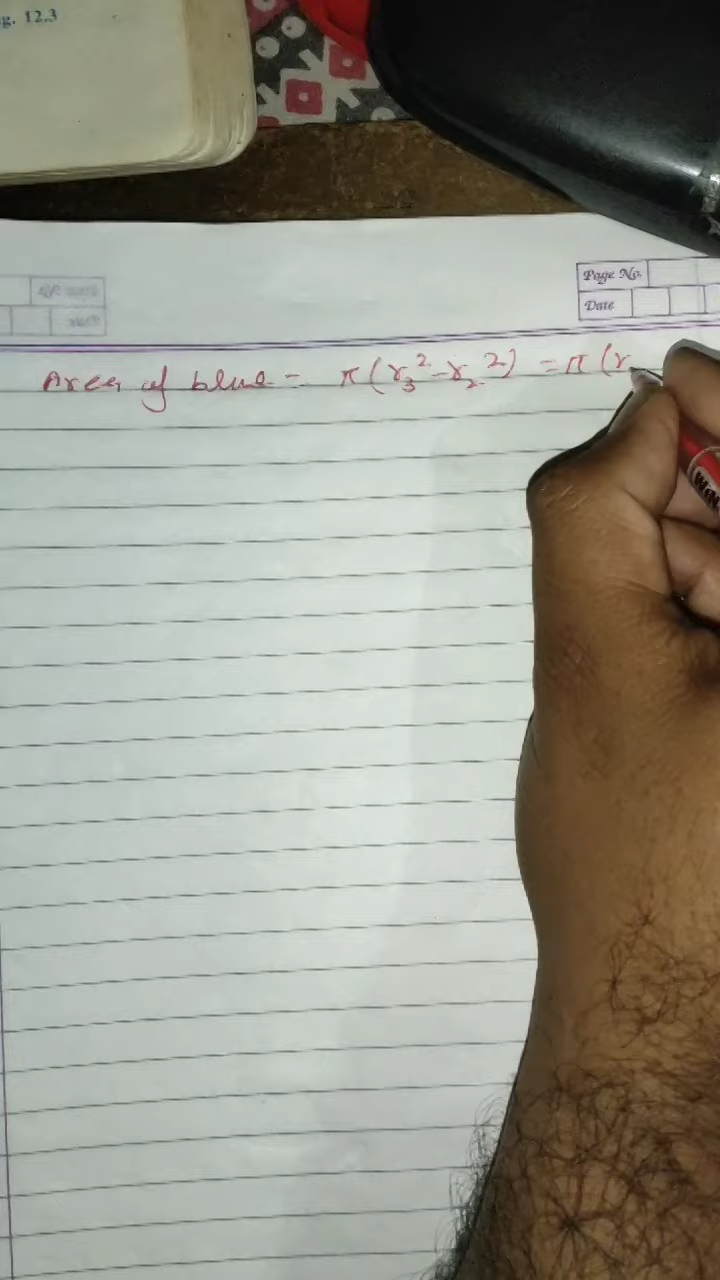 g. 12.3
Page No.
Date
Area of blue = π(r₃² - r₂²) = π(r